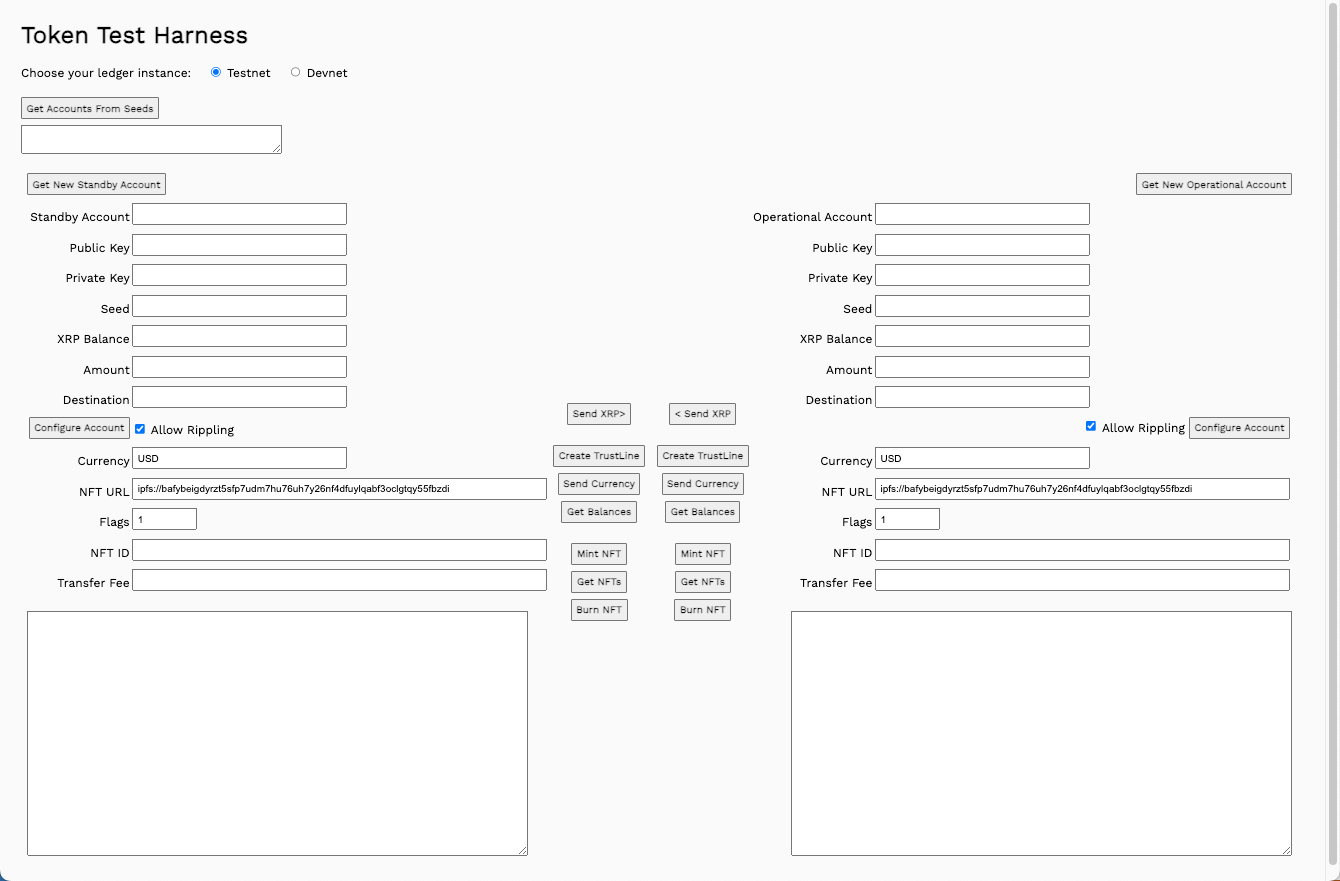 Token Test Harness
Choose your ledger instance: Testnet Devnet
Get Accounts From Seeds
Get New Standby Account Get New Operational Account
Standby Account Operational Account
Public Key Public Key
Private Key Private Key
Seed Seed
XRP Balance XRP Balance
Amount Amount
Destination Destination
Send XRP> < Send XRP
Configure Account Allow Rippling Allow Rippling Configure Account
Create TrustLine Create TrustLine
Currency USD Currency USD
Send Currency Send Currency
NFT URL ipfs://bafybeigdyrzt5sfp7udm7hu76uh7y26nf4dfuylqabf3oclgtqy55fbzdi NFT URL ipfs://bafybeigdyrzt5sfp7udm7hu76uh7y26nf4dfuylqabf3oclgtqy55fbzdi
Get Balances Get Balances
Flags 1 Flags 1
NFT ID Mint NFT Mint NFT NFT ID
Transfer Fee Get NFTs Get NFTs Transfer Fee
Burn NFT Burn NFT